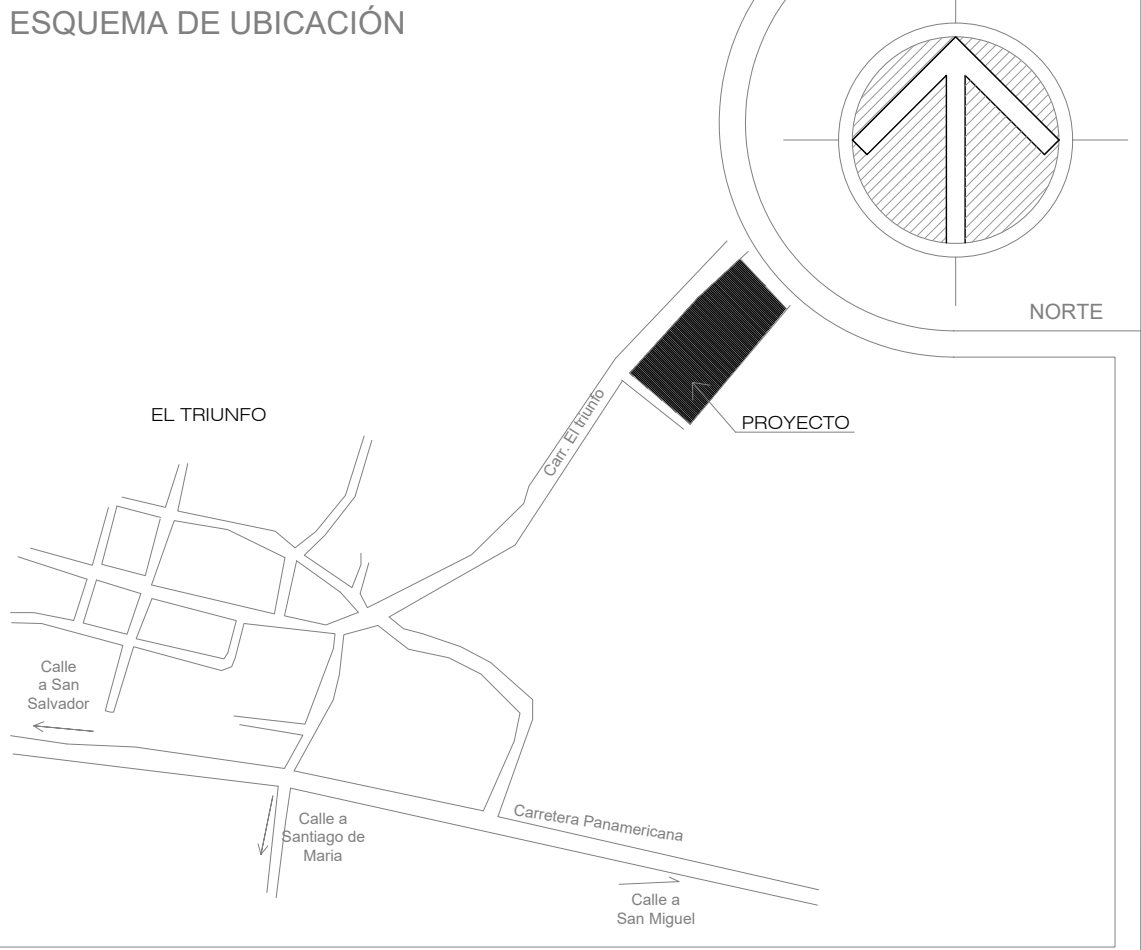 ESQUEMA DE UBICACIÓN
NORTE
EL TRIUNFO
PROYECTO
Carr. El triunfo
Calle
a San
Salvador
Calle a
Santiago de
Maria
Carretera Panamericana
Calle a
San Miguel